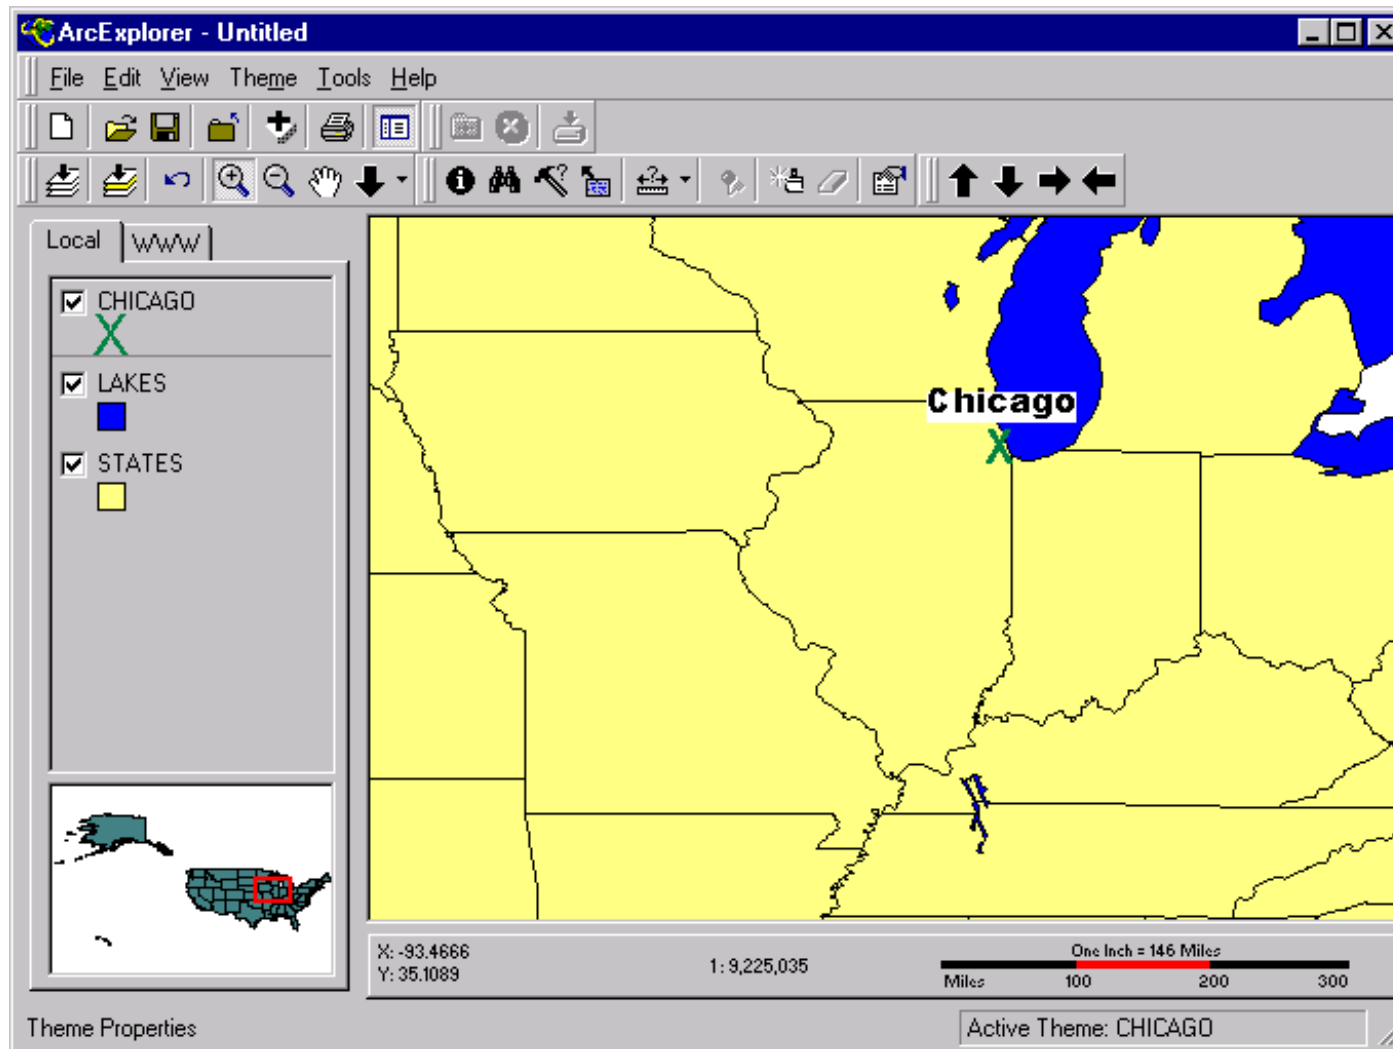 ArcExplorer - Untitled
File Edit View Theme Tools Help
Local WWW
CHICAGO
LAKES
STATES
Chicago
X: -93.4666
Y: 35.1089
1: 9,225,035
One Inch = 146 Miles
Miles 100 200 300
Theme Properties
Active Theme: CHICAGO